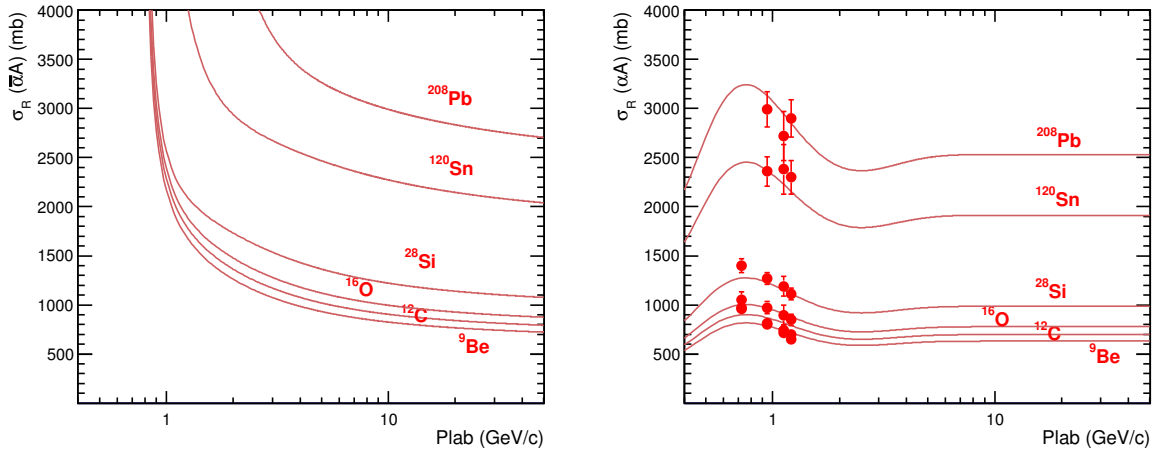 4000
3500
3000
2500
2000
1500
1000
500
σR (ᾱA) (mb)
²⁰⁸Pb
¹²⁰Sn
²⁸Si
¹⁶O
¹²C
⁹Be
1
10
Plab (GeV/c)
4000
3500
3000
2500
2000
1500
1000
500
σR (αA) (mb)
²⁰⁸Pb
¹²⁰Sn
²⁸Si
¹⁶O
¹²C
⁹Be
1
10
Plab (GeV/c)